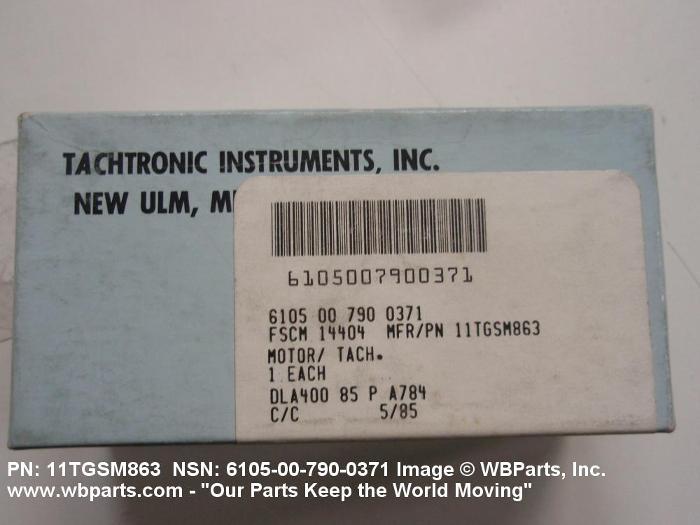 TACHTRONIC INSTRUMENTS, INC.
NEW ULM,
6105007900371
6105 00 790 0371
FSCM 14404 MFR/PN 11TGSM863
MOTOR/ TACH.
1 EACH
DLA400 85 P A784
C/C 5/85
PN: 11TGSM863 NSN: 6105-00-790-0371 Image © WBParts, Inc.
www.wbparts.com - "Our Parts Keep the World Moving"